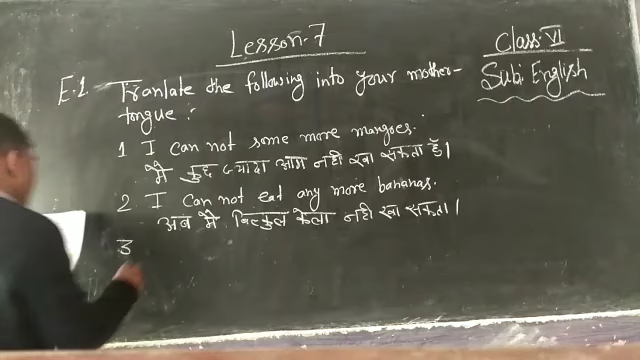 Lesson-7
Class-VI
Sub: English
E.1 Tranlate the following into your mother-
tongue :
1 I can not some more mangoes.
मै कुछ ज्यादा आम नही खा सकता हूँ।
2 I can not eat any more bananas.
अब मै बिल्कुल केला नही खा सकता।
3